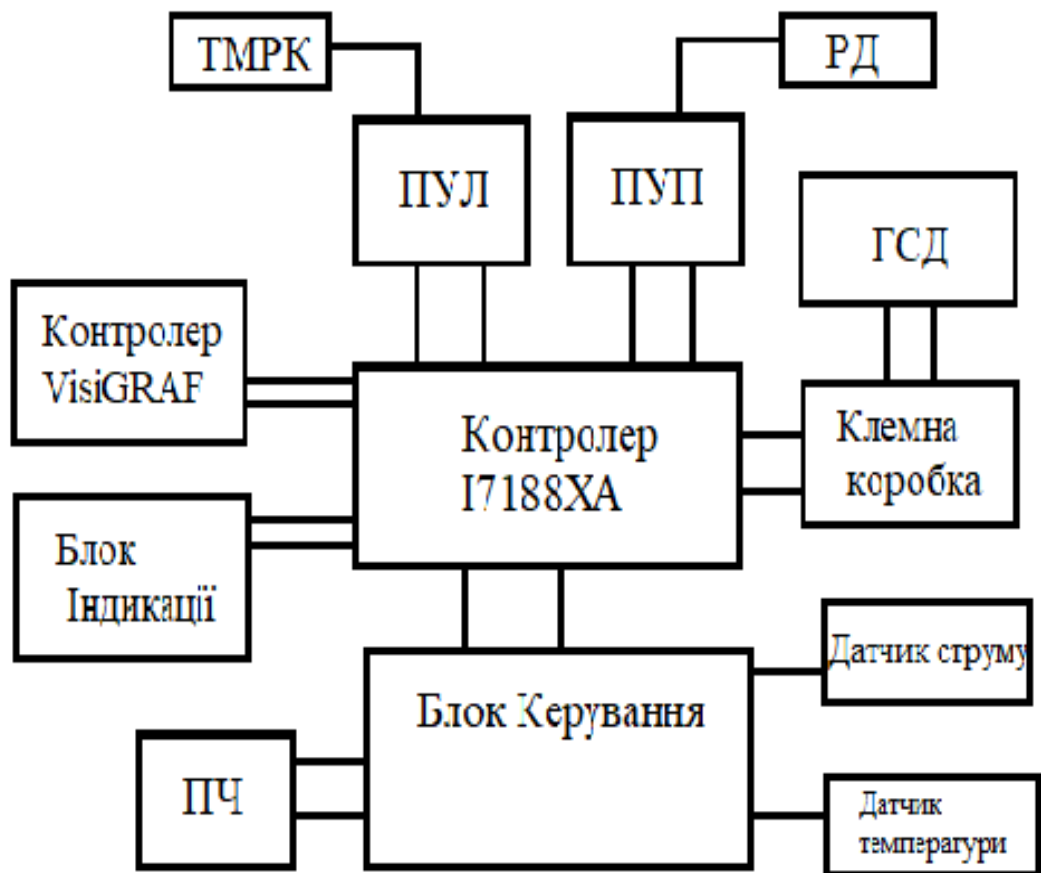 ТМРК
РД
ПУЛ
ПУП
ГСД
Контролер
VisiGRAF
Контролер
I7188XA
Клемна
коробка
Блок
Індикації
Датчик струму
Блок Керування
ПЧ
Датчик
температури